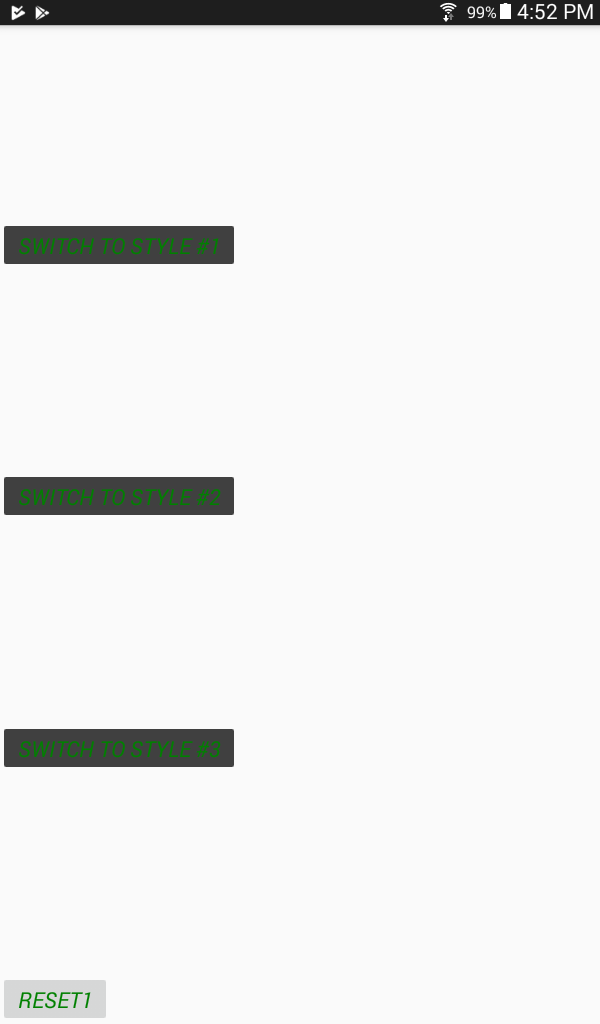 99% 4:52 PM
SWITCH TO STYLE #1
SWITCH TO STYLE #2
SWITCH TO STYLE #3
RESET1